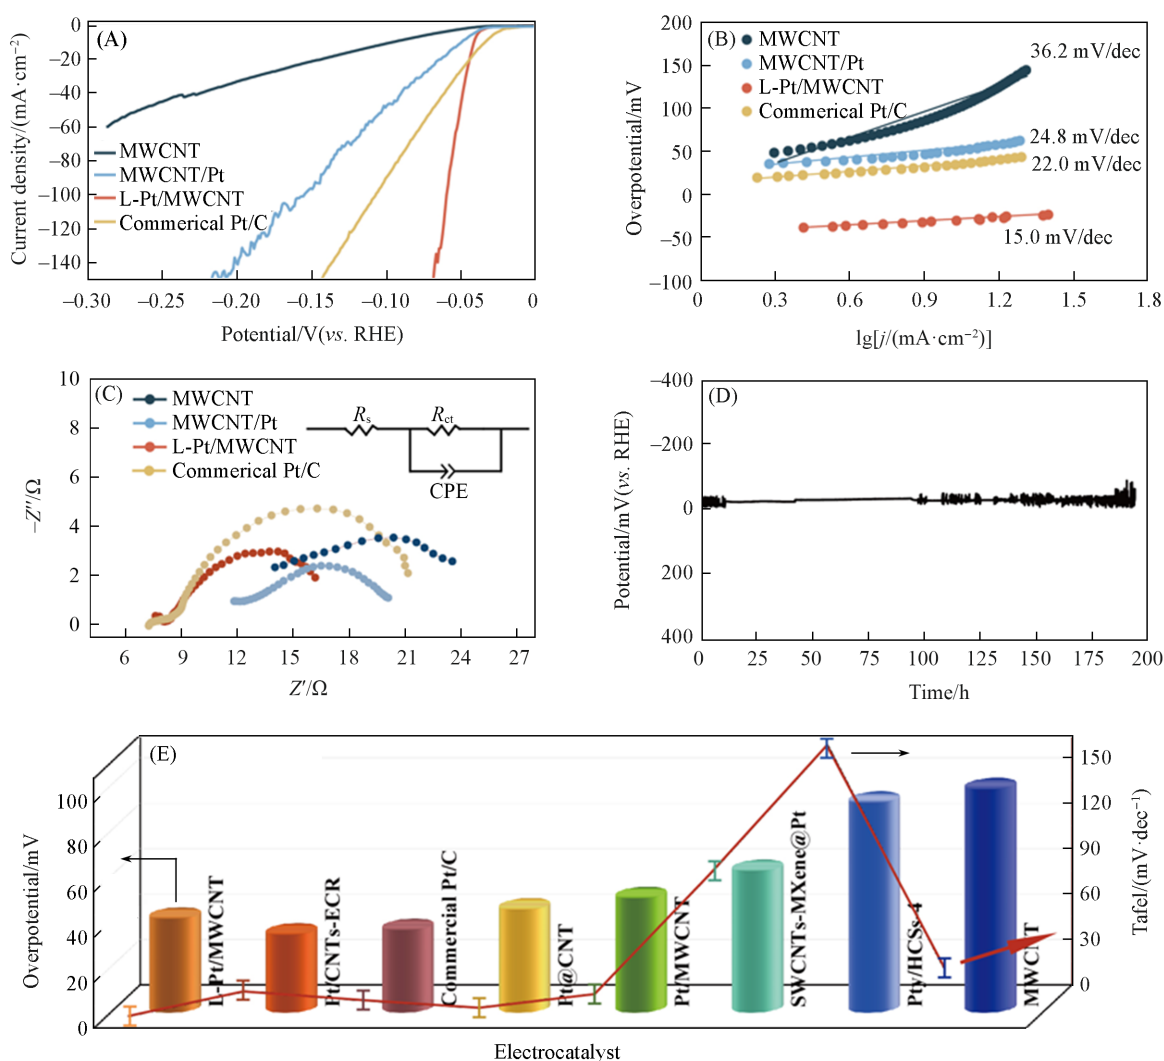 (A)
0
−20
−40
−60
−80
−100
−120
−140
Current density/(mA·cm⁻²)
MWCNT
MWCNT/Pt
L-Pt/MWCNT
Commerical Pt/C
−0.30 −0.20 −0.15 −0.10 −0.05 0
Potential/V(vs. RHE)
(B)
200
150
100
50
0
−50
−100
Overpotential/mV
MWCNT
MWCNT/Pt
L-Pt/MWCNT
Commerical Pt/C
36.2 mV/dec
24.8 mV/dec
22.0 mV/dec
15.0 mV/dec
0 0.3 0.6 0.9 1.2 1.5 1.8
lg[j/(mA·cm⁻²)]
(C)
10
8
6
4
2
0
−Z″/Ω
MWCNT
MWCNT/Pt
L-Pt/MWCNT
Commerical Pt/C
Rs Rct
CPE
6 9 12 15 18 21 24 27
Z′/Ω
(D)
−400
−200
0
200
400
Potential/mV(vs. RHE)
0 25 50 75 100 125 150 175 200
Time/h
(E)
100
80
60
40
20
0
Overpotential/mV
L-Pt/MWCNT
Pt/CNTs-ECR
Commercial Pt/C
Pt@CNT
Pt/MWCNT
SWCNTs-MXene@Pt
Pty/HCSs-4
MWCNT
150
120
90
60
30
0
Tafel/(mV·dec⁻¹)
Electrocatalyst